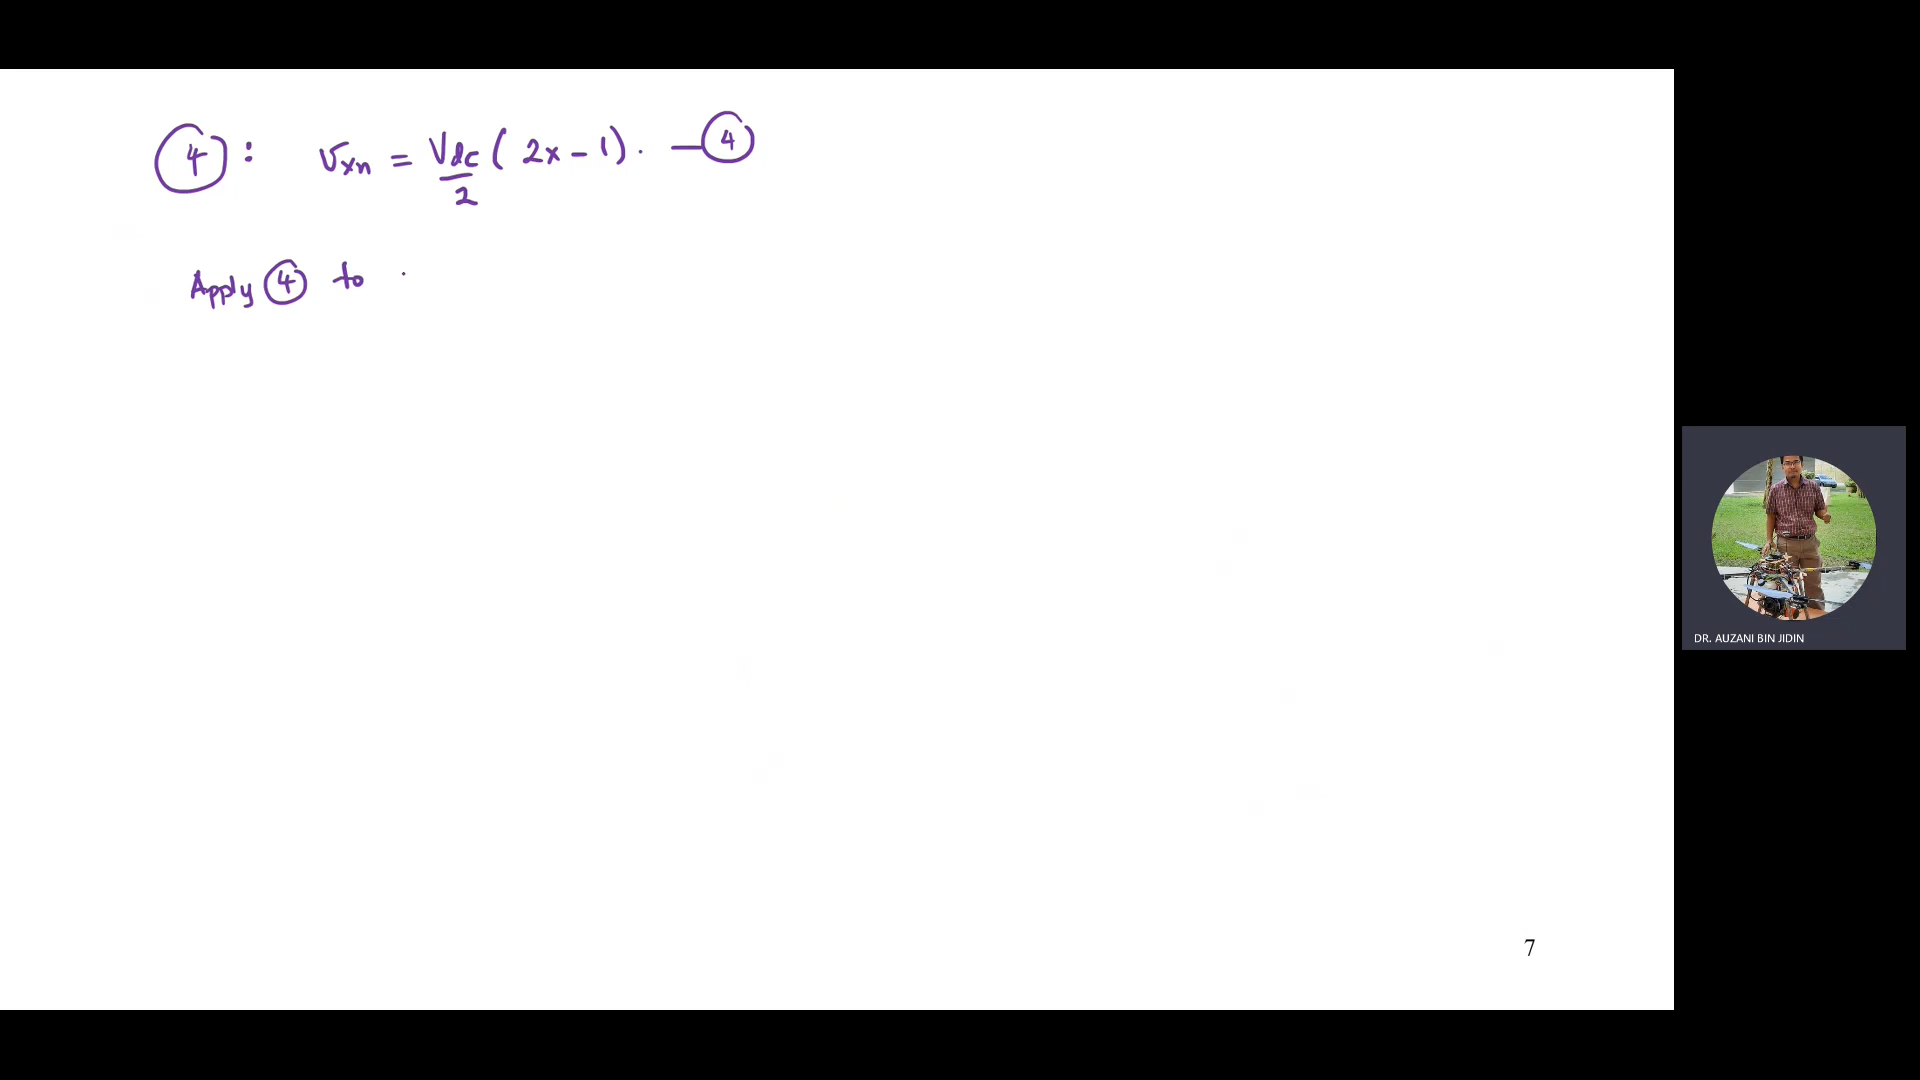 ④ : Vxn = Vdc/2 ( 2x - 1 ) . — ④
Apply ④ to
7
DR. AUZANI BIN JIDIN